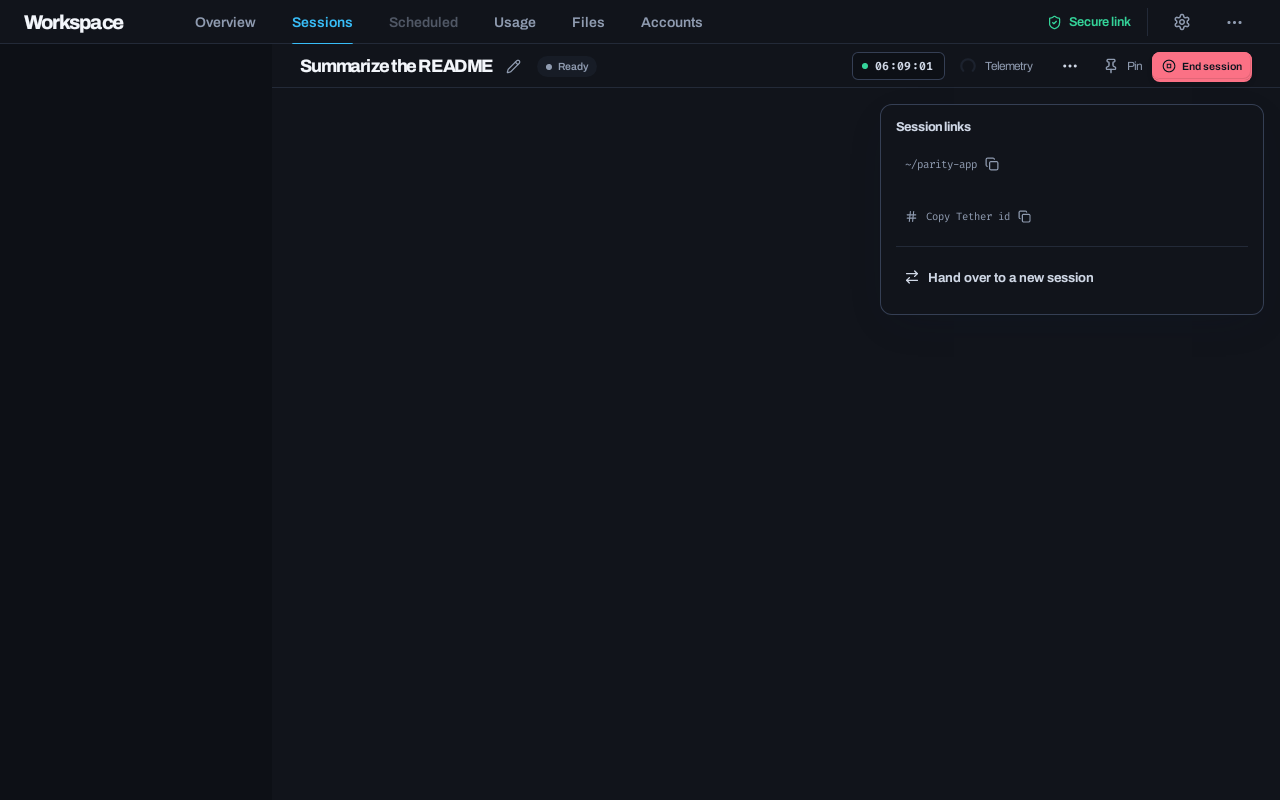 Workspace
Overview
Sessions
Scheduled
Usage
Files
Accounts
Secure link
Summarize the README
Ready
06:09:01
Telemetry
Pin
End session
Session links
~/parity-app
# Copy Tether id
Hand over to a new session